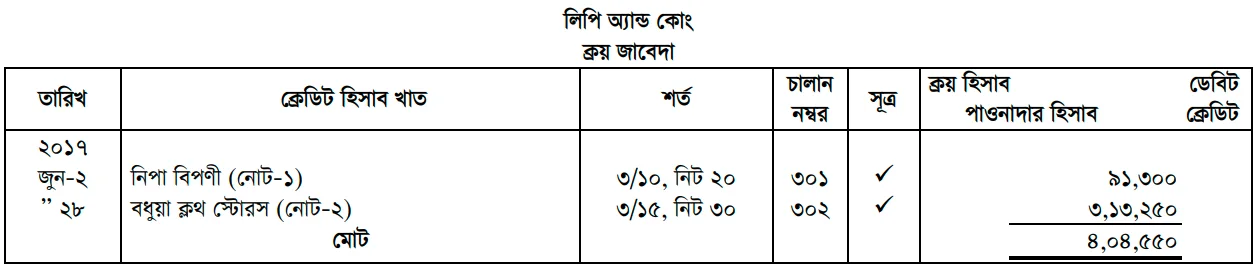 লিপি অ্যান্ড কোং
ক্রয় জাবেদা
তারিখ ক্রেডিট হিসাব খাত শর্ত চালান নম্বর সূত্র ক্রয় হিসাব ডেবিট
পাওনাদার হিসাব ক্রেডিট
২০১৭
জুন-২ নিপা বিপণী (নোট-১) ৩/১০, নিট ২০ ৩০১ ✓ ৯১,৩০০
” ২৮ বধুয়া ক্লথ স্টোরস (নোট-২) ৩/১৫, নিট ৩০ ৩০২ ✓ ৩,১৩,২৫০
মোট ৪,০৪,৫৫০